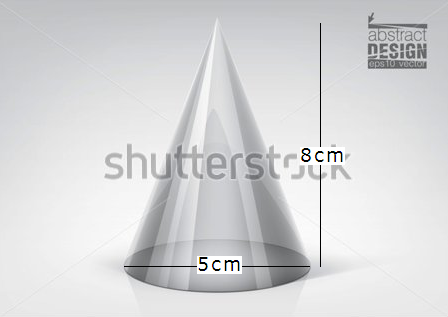 abstract
DESIGN
eps10 vector
8cm
shutterstock
5cm